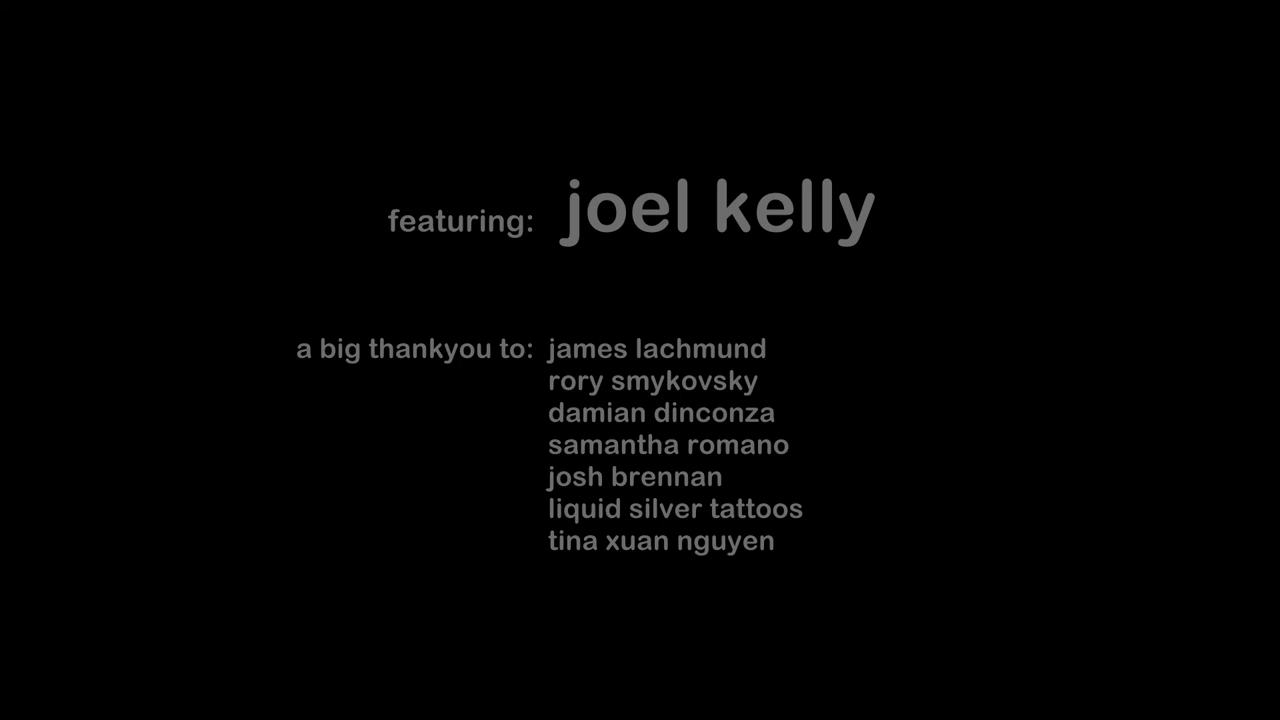 featuring: joel kelly
a big thankyou to: james lachmund
rory smykovsky
damian dinconza
samantha romano
josh brennan
liquid silver tattoos
tina xuan nguyen